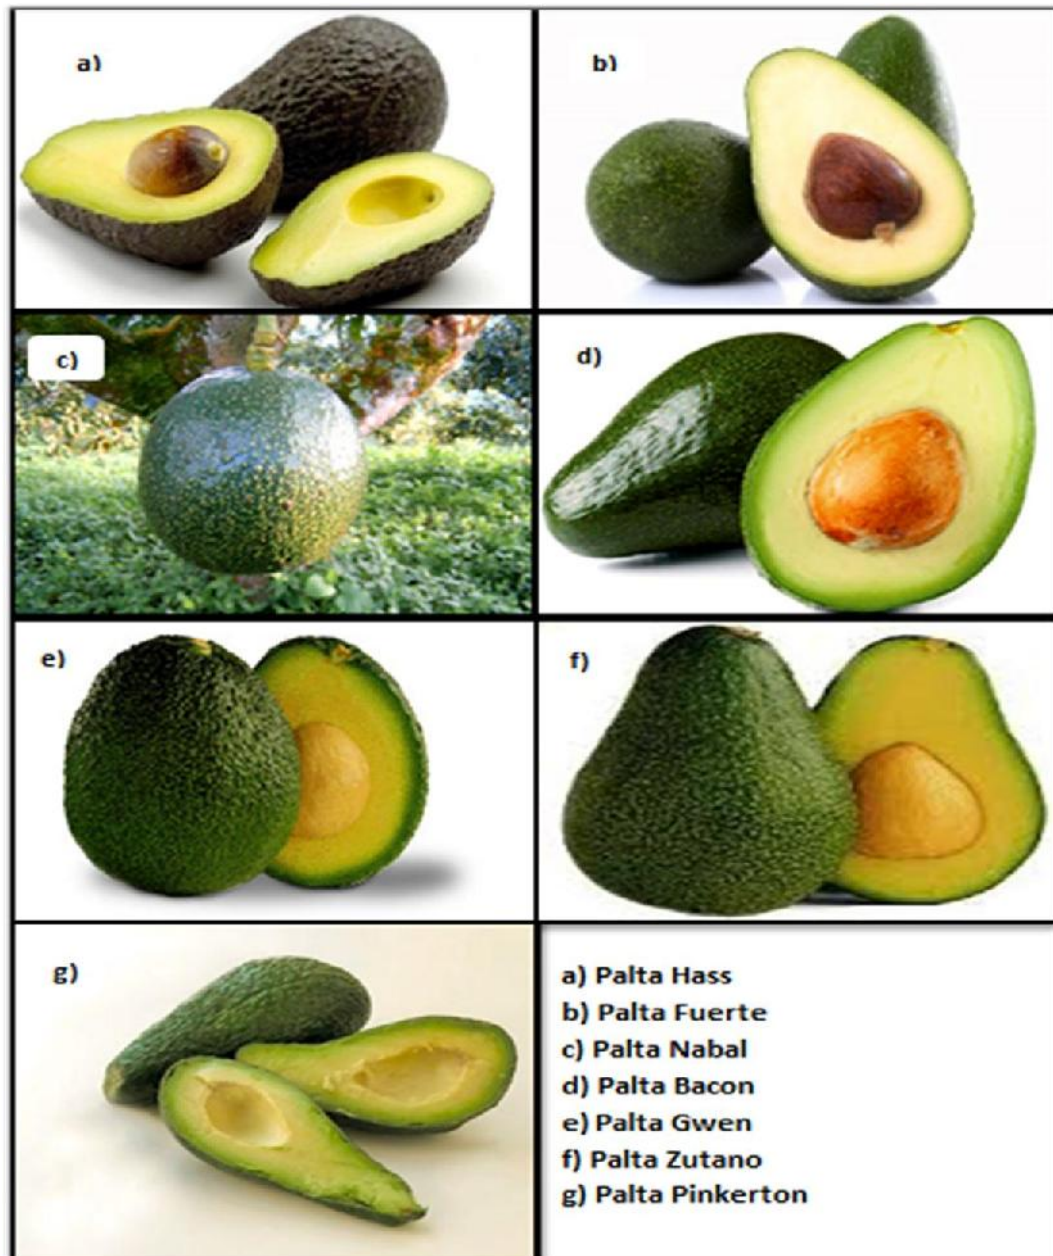 a)
b)
c)
d)
e)
f)
g)
a) Palta Hass
b) Palta Fuerte
c) Palta Nabal
d) Palta Bacon
e) Palta Gwen
f) Palta Zutano
g) Palta Pinkerton